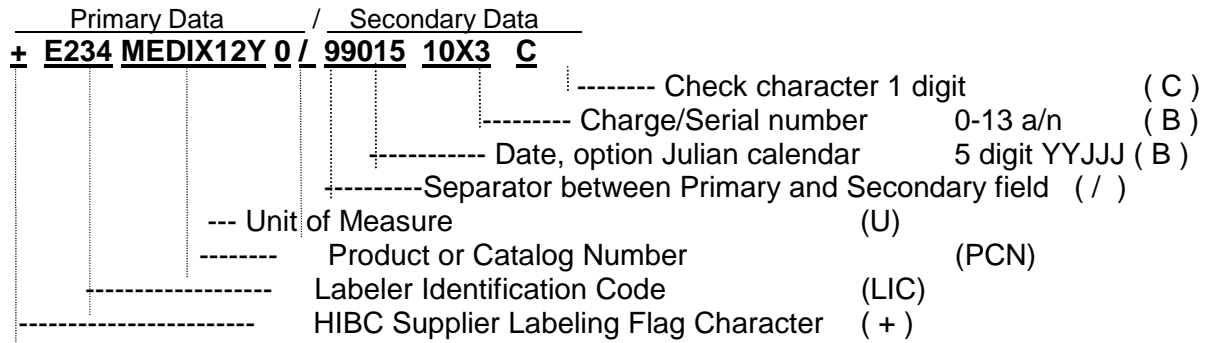 Primary Data / Secondary Data
+ E234 MEDIX12Y 0 / 99015 10X3 C
-------- Check character 1 digit ( C )
--------- Charge/Serial number 0-13 a/n ( B )
------------ Date, option Julian calendar 5 digit YYJJJ ( B )
----------Separator between Primary and Secondary field ( / )
--- Unit of Measure (U)
-------- Product or Catalog Number (PCN)
------------------- Labeler Identification Code (LIC)
------------------------ HIBC Supplier Labeling Flag Character ( + )